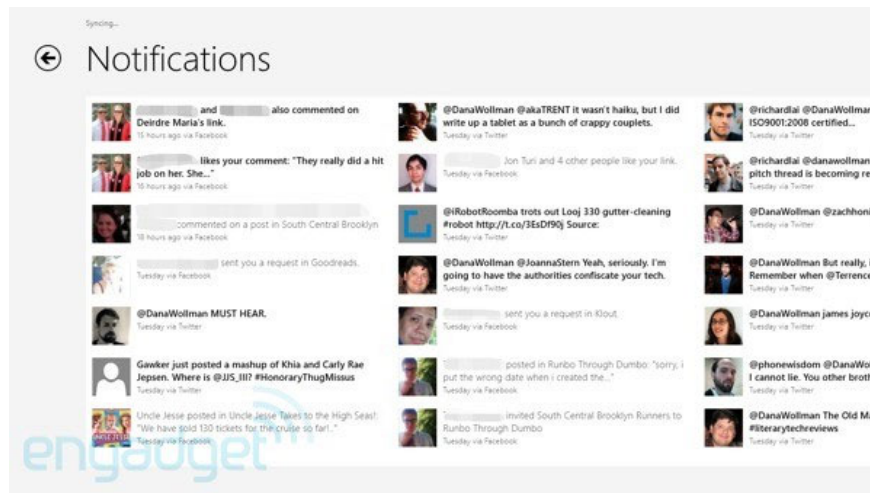 Syncing...
Notifications
and also commented on
Deirdre Maria's link.
15 hours ago via Facebook
likes your comment: "They really did a hit
job on her. She..."
16 hours ago via Facebook
commented on a post in South Central Brooklyn
18 hours ago via Facebook
sent you a request in Goodreads.
Tuesday via Facebook
@DanaWollman MUST HEAR.
Tuesday via Twitter
Gawker just posted a mashup of Khia and Carly Rae
Jepsen. Where is @JJS_III? #HonoraryThugMissus
Tuesday via Twitter
Uncle Jesse posted in Uncle Jesse Takes to the High Seas!:
"We have sold 130 tickets for the cruise so far!.."
Tuesday via Facebook
@DanaWollman @akaTRENT it wasn't haiku, but I did
write up a tablet as a bunch of crappy couplets.
Tuesday via Twitter
Jon Turi and 4 other people like your link.
Tuesday via Facebook
@iRobotRoomba trots out Looj 330 gutter-cleaning
#robot http://t.co/3EsDf90j Source:
Tuesday via Twitter
@DanaWollman @JoannaStern Yeah, seriously. I'm
going to have the authorities confiscate your tech.
Tuesday via Twitter
sent you a request in Klout
Tuesday via Facebook
posted in Runbo Through Dumbo: "sorry, i
put the wrong date when i created the..."
Tuesday via Facebook
invited South Central Brooklyn Runners to
Runbo Through Dumbo
Tuesday via Facebook
@richardlai @DanaWollman
ISO9001:2008 certified...
Tuesday via Twitter
@richardlai @danawollman
pitch thread is becoming re
Tuesday via Twitter
@DanaWollman @zachhoni
Tuesday via Twitter
@DanaWollman But really, i
Remember when @Terrence
Tuesday via Twitter
@DanaWollman james joyce
Tuesday via Twitter
@phonewisdom @DanaWol
I cannot lie. You other broth
Tuesday via Twitter
@DanaWollman The Old Ma
#literarytechreviews
Tuesday via Twitter
engadget